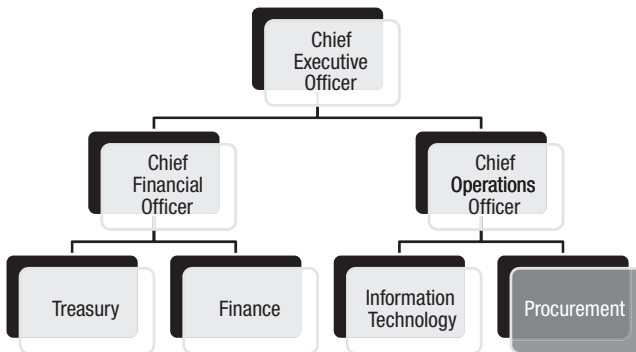 Chief
Executive
Officer
Chief
Financial
Officer
Chief
Operations
Officer
Treasury
Finance
Information
Technology
Procurement